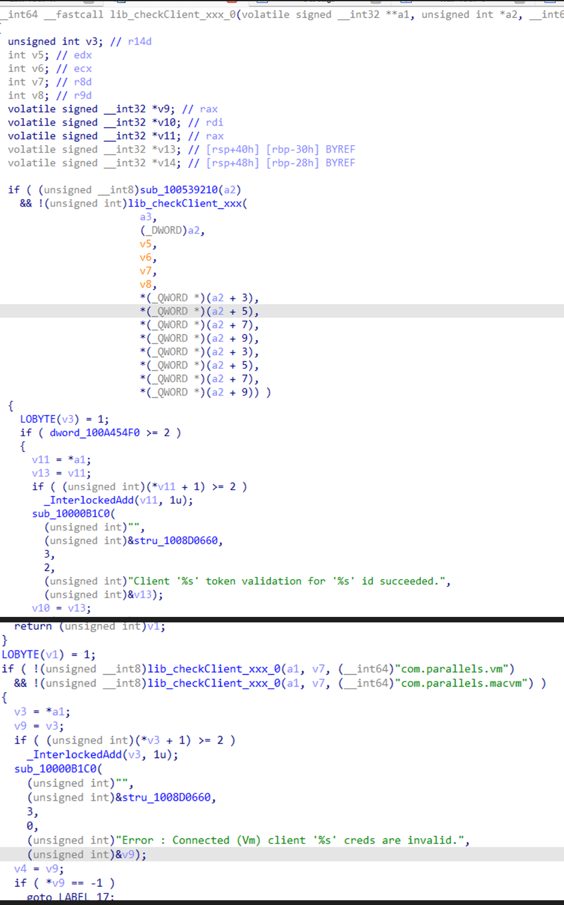 __int64 __fastcall lib_checkClient_xxx_0(volatile signed __int32 **a1, unsigned int *a2, __int6
unsigned int v3; // r14d
int v5; // edx
int v6; // ecx
int v7; // r8d
int v8; // r9d
volatile signed __int32 *v9; // rax
volatile signed __int32 *v10; // rdi
volatile signed __int32 *v11; // rax
volatile signed __int32 *v13; // [rsp+40h] [rbp-30h] BYREF
volatile signed __int32 *v14; // [rsp+48h] [rbp-28h] BYREF
if ( (unsigned __int8)sub_100539210(a2)
&& !(unsigned int)lib_checkClient_xxx(
a3,
(_DWORD)a2,
v5,
v6,
v7,
v8,
*(_QWORD *)(a2 + 3),
*(_QWORD *)(a2 + 5),
*(_QWORD *)(a2 + 7),
*(_QWORD *)(a2 + 9),
*(_QWORD *)(a2 + 3),
*(_QWORD *)(a2 + 5),
*(_QWORD *)(a2 + 7),
*(_QWORD *)(a2 + 9)) )
{
LOBYTE(v3) = 1;
if ( dword_100A454F0 >= 2 )
{
v11 = *a1;
v13 = v11;
if ( (unsigned int)(*v11 + 1) >= 2 )
_InterlockedAdd(v11, 1u);
sub_10000B1C0(
(unsigned int)"",
(unsigned int)&stru_1008D0660,
3,
2,
(unsigned int)"Client '%s' token validation for '%s' id succeeded.",
(unsigned int)&v13);
v10 = v13;
return (unsigned int)v1;
}
LOBYTE(v1) = 1;
if ( !(unsigned __int8)lib_checkClient_xxx_0(a1, v7, (__int64)"com.parallels.vm")
&& !(unsigned __int8)lib_checkClient_xxx_0(a1, v7, (__int64)"com.parallels.macvm") )
{
v3 = *a1;
v9 = v3;
if ( (unsigned int)(*v3 + 1) >= 2 )
_InterlockedAdd(v3, 1u);
sub_10000B1C0(
(unsigned int)"",
(unsigned int)&stru_1008D0660,
3,
0,
(unsigned int)"Error : Connected (Vm) client '%s' creds are invalid.",
(unsigned int)&v9);
v4 = v9;
if ( *v9 == -1 )
goto LABEL_17;